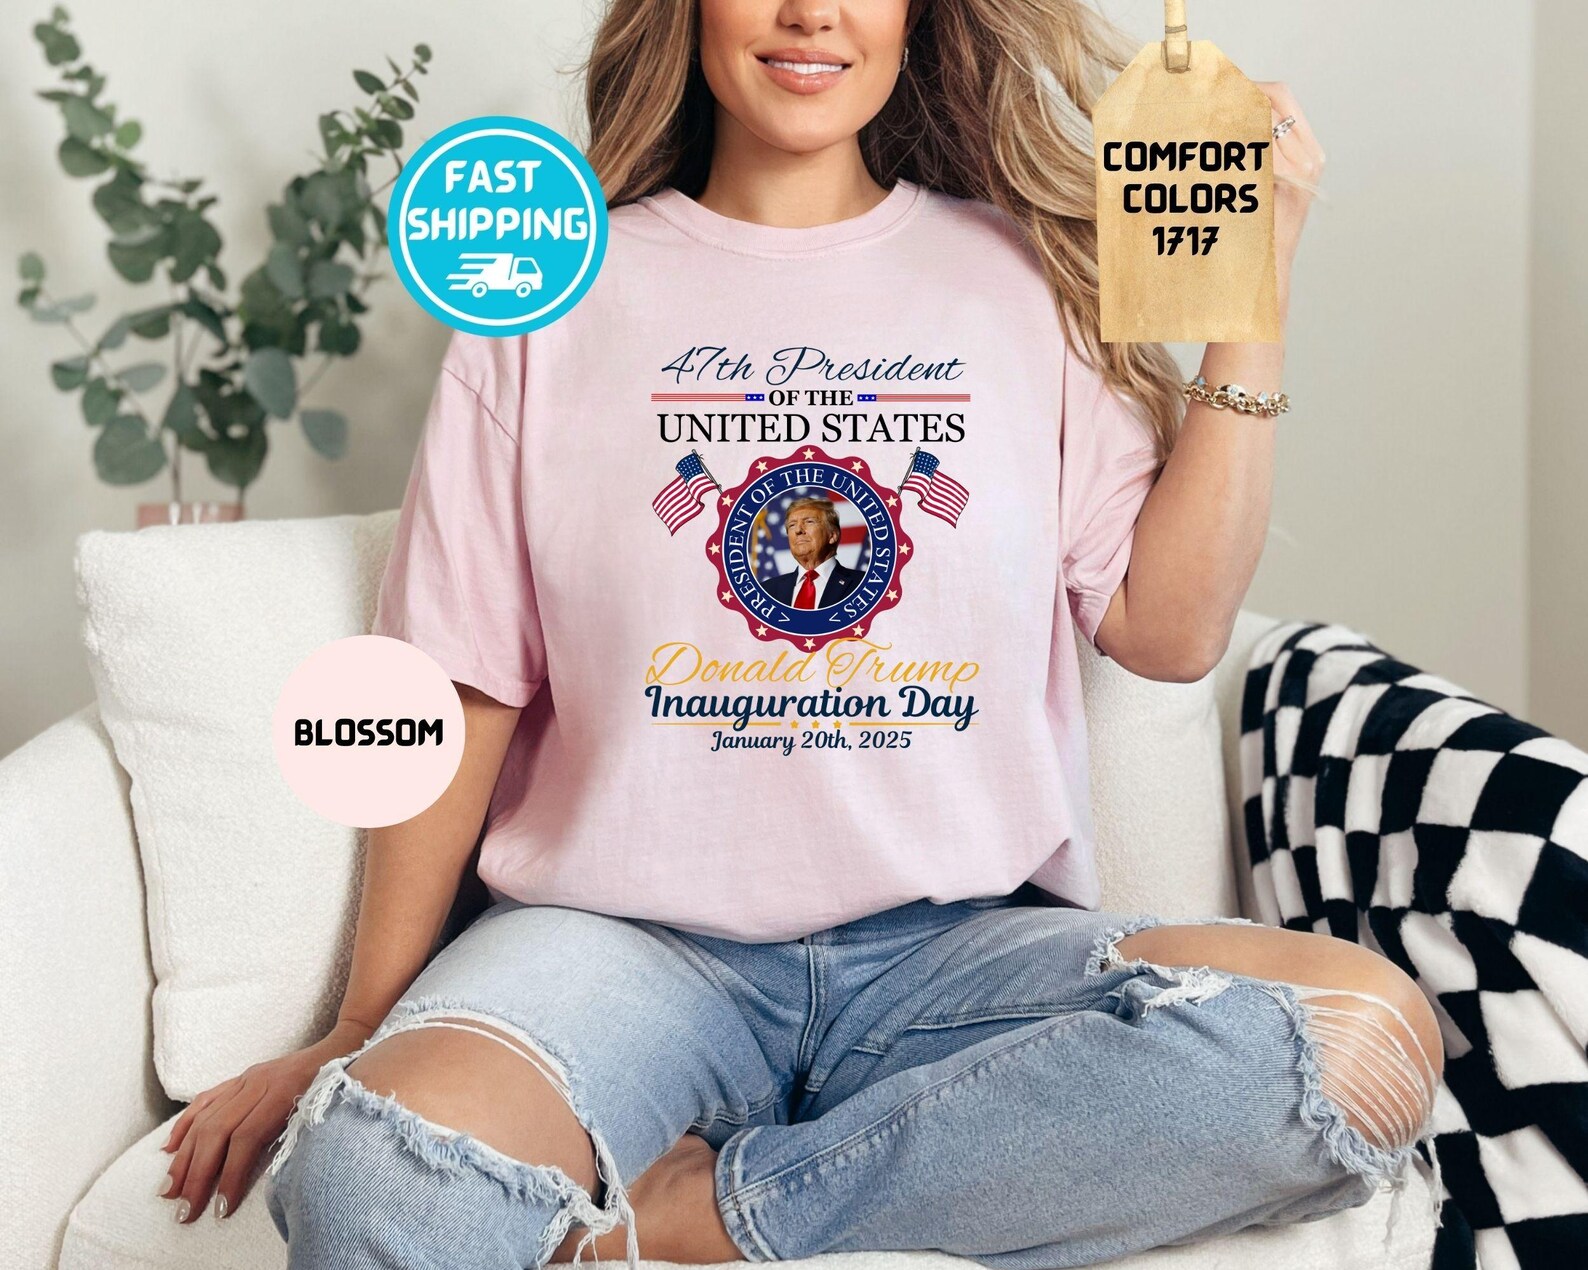 FAST
SHIPPING
COMFORT
COLORS
1717
47th President
OF THE
UNITED STATES
PRESIDENT OF THE UNITED STATES
Donald Trump
Inauguration Day
January 20th, 2025
BLOSSOM